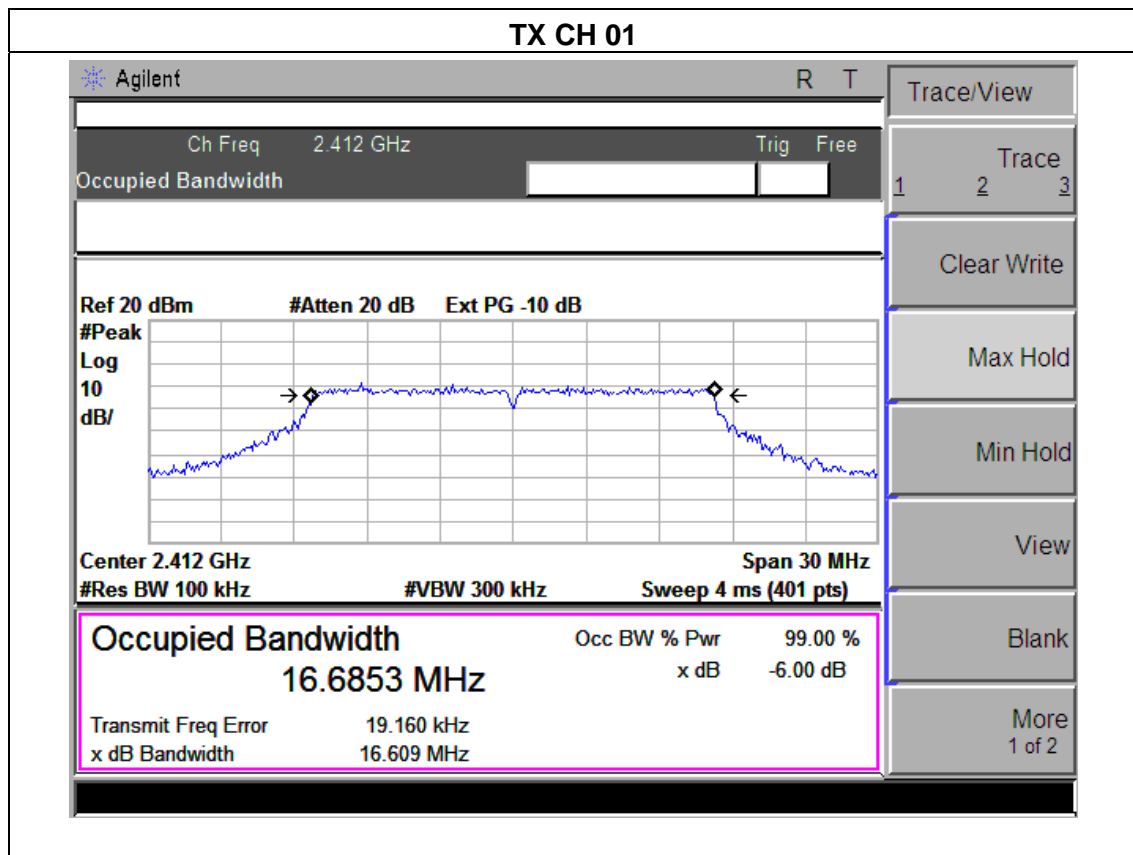 TX CH 01
Agilent R T
Trace/View
Ch Freq 2.412 GHz Trig Free
Occupied Bandwidth
Trace
1 2 3
Clear Write
Ref 20 dBm #Atten 20 dB Ext PG -10 dB
#Peak
Log
10
dB/
Max Hold
Min Hold
View
Center 2.412 GHz Span 30 MHz
#Res BW 100 kHz #VBW 300 kHz Sweep 4 ms (401 pts)
Occupied Bandwidth Occ BW % Pwr 99.00 %
16.6853 MHz x dB -6.00 dB
Blank
Transmit Freq Error 19.160 kHz
x dB Bandwidth 16.609 MHz
More
1 of 2